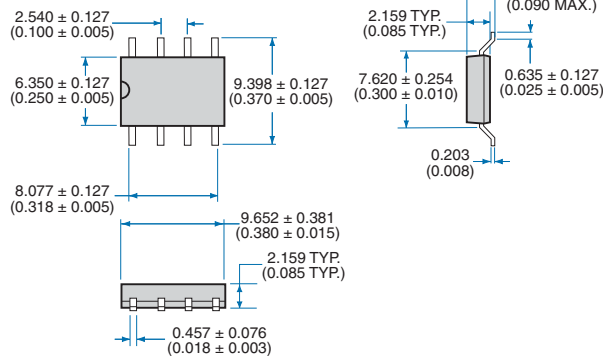 2.540 ± 0.127
(0.100 ± 0.005)
6.350 ± 0.127
(0.250 ± 0.005)
9.398 ± 0.127
(0.370 ± 0.005)
8.077 ± 0.127
(0.318 ± 0.005)
9.652 ± 0.381
(0.380 ± 0.015)
2.159 TYP.
(0.085 TYP.)
0.457 ± 0.076
(0.018 ± 0.003)
(0.090 MAX.)
2.159 TYP.
(0.085 TYP.)
7.620 ± 0.254
(0.300 ± 0.010)
0.635 ± 0.127
(0.025 ± 0.005)
0.203
(0.008)